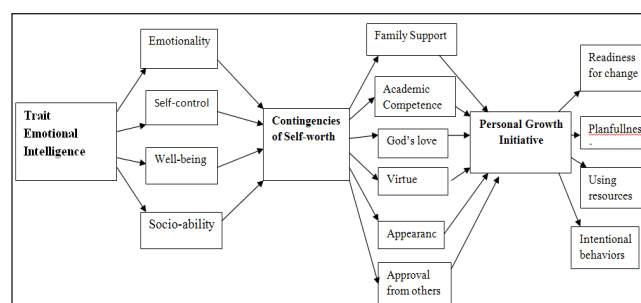 Trait
Emotional
Intelligence
Emotionality
Self-control
Well-being
Socio-ability
Contingencies
of Self-worth
Family Support
Academic
Competence
God's love
Virtue
Appearanc
Approval
from others
Personal Growth
Initiative
Readiness
for change
Planfullnes
.
Using
resources
Intentional
behaviors